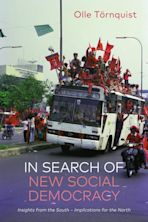 Olle Törnquist
IN SEARCH OF
NEW SOCIAL
DEMOCRACY
Insights from the South – Implications for the North